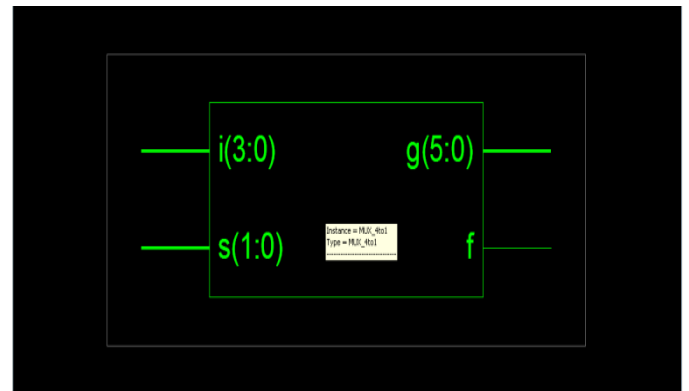 i(3:0)
g(5:0)
s(1:0)
Instance = MUX_4to1
Type = MUX_4to1
f